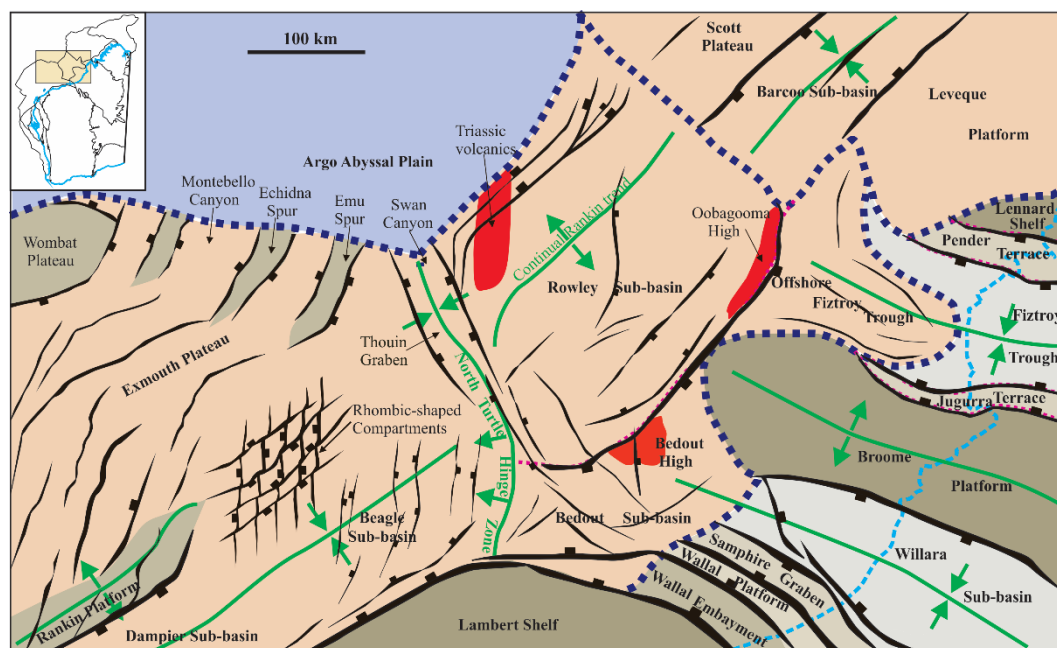 100 km
Scott
Plateau
Barcoo Sub-basin
Leveque
Platform
Argo Abyssal Plain
Triassic
volcanics
Montebello
Canyon
Echidna
Spur
Emu
Spur
Swan
Canyon
Wombat
Plateau
Continual Rankin trend
Oobagooma
High
Lennard
Shelf
Pender
Terrace
Rowley Sub-basin
Offshore
Fiztroy
Trough
Fiztroy
Trough
Thouin
Graben
Exmouth Plateau
North Turtle
Hinge
Zone
Jugurra Terrace
Rhombic-shaped
Compartments
Bedout
High
Broome
Platform
Beagle
Sub-basin
Bedout Sub-basin
Willara
Sub-basin
Samphire Graben
Wallal Platform
Wallal Embayment
Rankin Platform
Dampier Sub-basin
Lambert Shelf